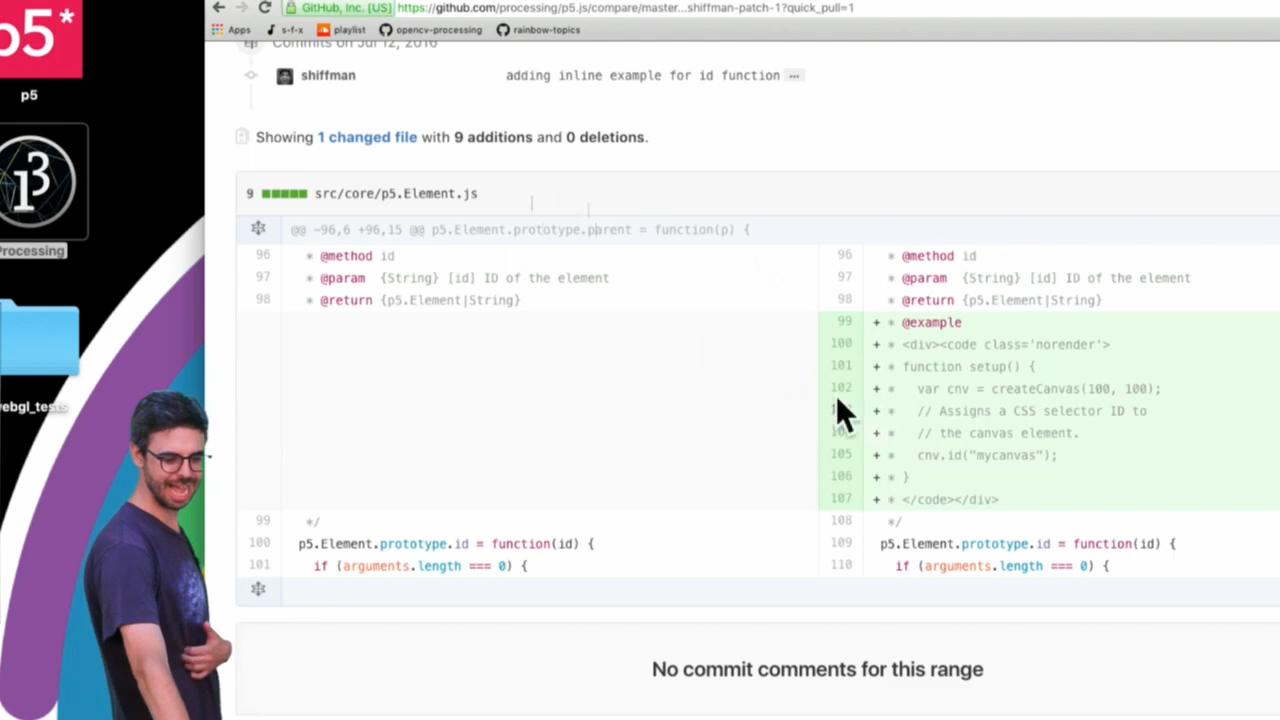 p5*
p5
13
Processing
ebgl_tests
GitHub, Inc. [US] https://github.com/processing/p5.js/compare/master...shiffman-patch-1?quick_pull=1
Apps s-f-x playlist opencv-processing rainbow-topics
Commits on Jul 12, 2016
shiffman adding inline example for id function ...
Showing 1 changed file with 9 additions and 0 deletions.
9 src/core/p5.Element.js
@@ -96,6 +96,15 @@ p5.Element.prototype.parent = function(p) {
96 * @method id 96 * @method id
97 * @param {String} [id] ID of the element 97 * @param {String} [id] ID of the element
98 * @return {p5.Element|String} 98 * @return {p5.Element|String}
99 + * @example
100 + * <div><code class='norender'>
101 + * function setup() {
102 + * var cnv = createCanvas(100, 100);
+ * // Assigns a CSS selector ID to
+ * // the canvas element.
105 + * cnv.id("mycanvas");
106 + * }
107 + * </code></div>
99 */ 108 */
100 p5.Element.prototype.id = function(id) { 109 p5.Element.prototype.id = function(id) {
101 if (arguments.length === 0) { 110 if (arguments.length === 0) {
No commit comments for this range